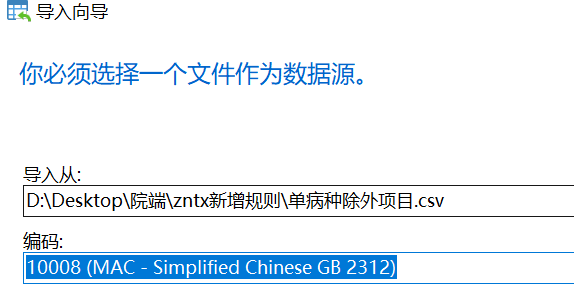 导入向导
你必须选择一个文件作为数据源。
导入从:
D:\Desktop\院端\zntx新增规则\单病种除外项目.csv
编码:
10008 (MAC - Simplified Chinese GB 2312)